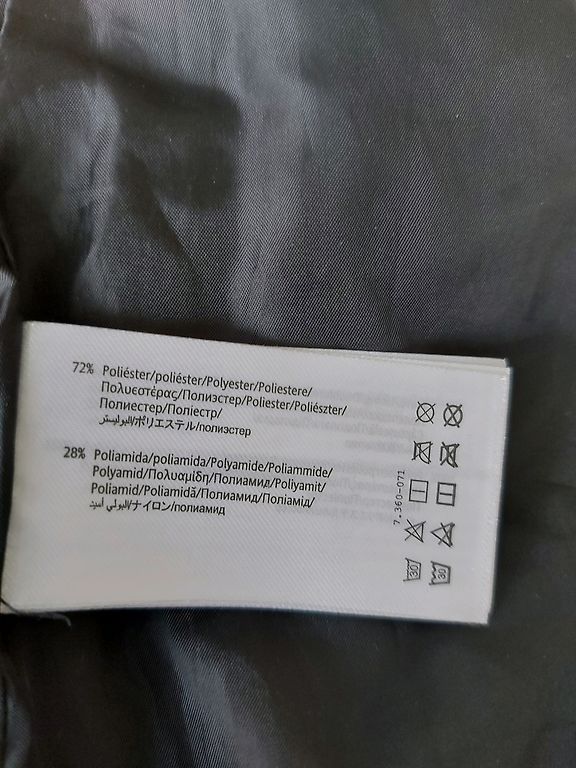 72% Poliéster/poliéster/Polyester/Poliestere/
Πολυεστέρας/Полиэстер/Poliester/Poliészter/
Полиестер/Поліестр/
البوليستر/ポリエステル/полиэстер
28% Poliamida/poliamida/Polyamide/Poliammide/
Polyamid/Πολυαμίδη/Полиамид/Poliyamit/
Poliamid/Poliamidă/Полиамид/Поліамід/
البولي أميد/ナイロン/полиамид
7.360-071
30
30